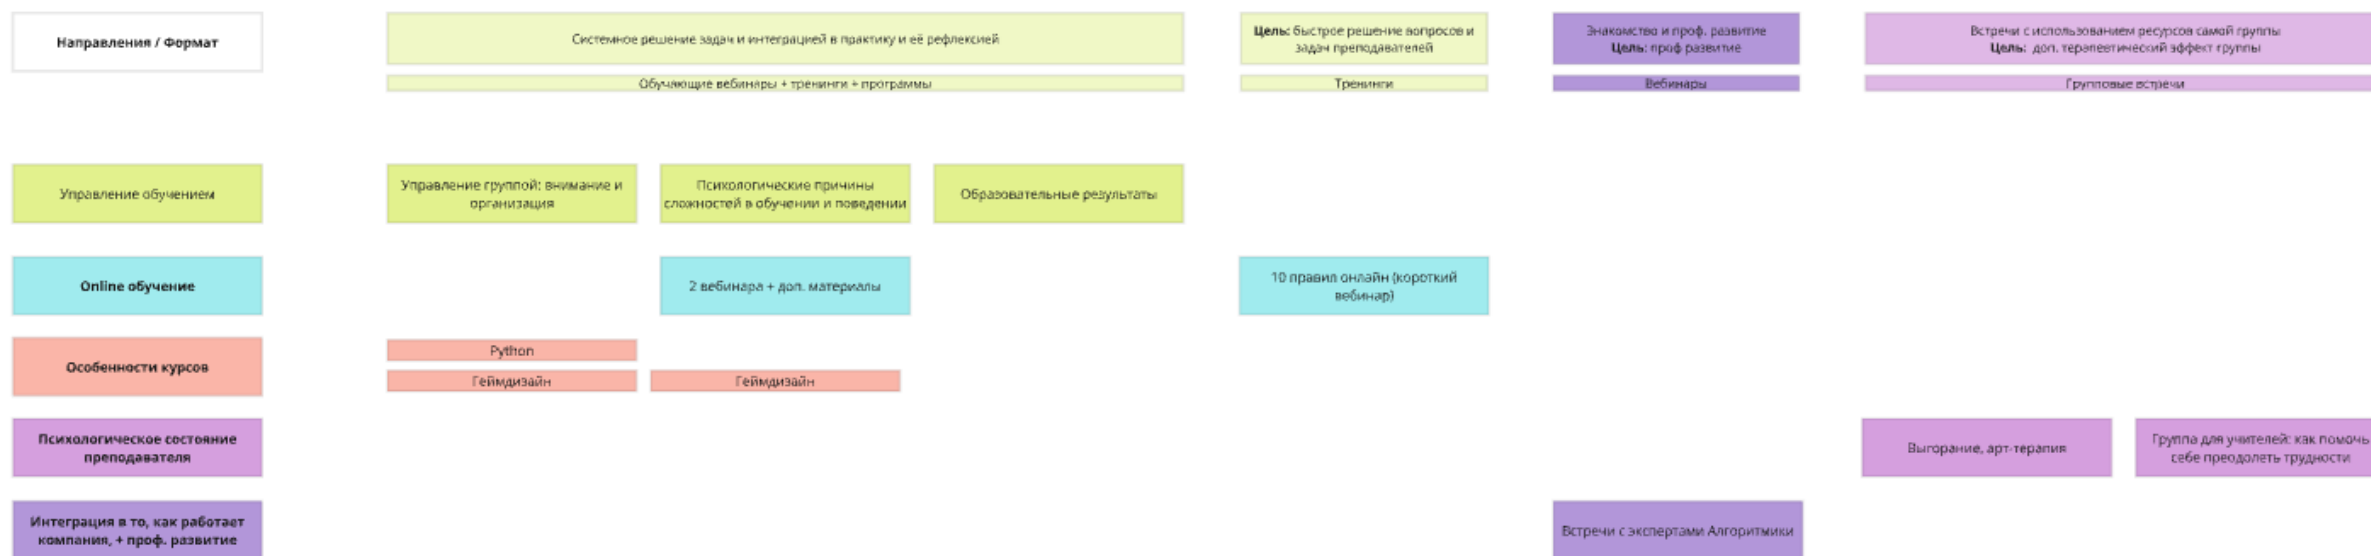 Направления / Формат
Системное решение задач и интеграцией в практику и её рефлексией
Цель: быстрое решение вопросов и
задач преподавателей
Знакомство и проф. развитие
Цель: проф развитие
Встречи с использованием ресурсов самой группы
Цель: доп. терапевтический эффект группы
Обучающие вебинары + тренинги + программы
Тренинги
Вебинары
Групповые встречи
Управление обучением
Управление группой: внимание и
организация
Психологические причины
сложностей в обучении и поведении
Образовательные результаты
Online обучение
2 вебинара + доп. материалы
10 правил онлайн (короткий
вебинар)
Особенности курсов
Python
Геймдизайн
Геймдизайн
Психологическое состояние
преподавателя
Выгорание, арт-терапия
Группа для учителей: как помочь
себе преодолеть трудности
Интеграция в то, как работает
компания, + проф. развитие
Встречи с экспертами Алгоритмики